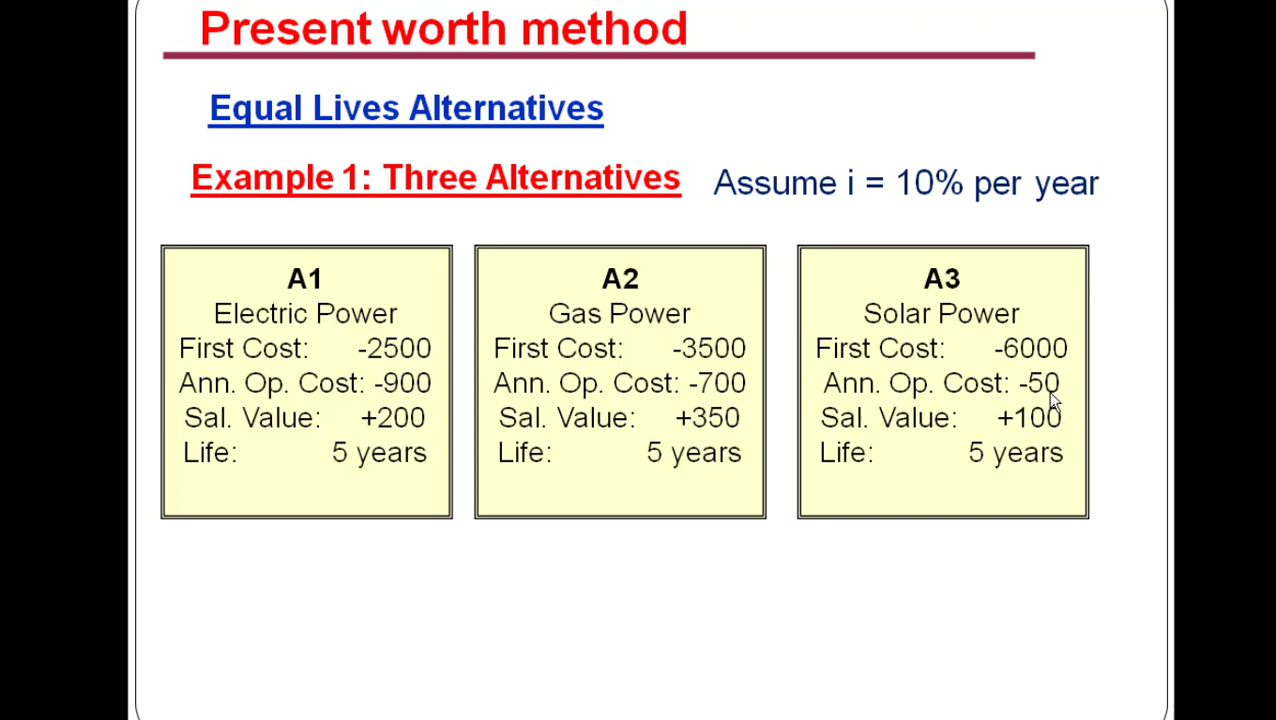 Present worth method
Equal Lives Alternatives
Example 1: Three Alternatives Assume i = 10% per year
A1
Electric Power
First Cost: -2500
Ann. Op. Cost: -900
Sal. Value: +200
Life: 5 years
A2
Gas Power
First Cost: -3500
Ann. Op. Cost: -700
Sal. Value: +350
Life: 5 years
A3
Solar Power
First Cost: -6000
Ann. Op. Cost: -50
Sal. Value: +100
Life: 5 years